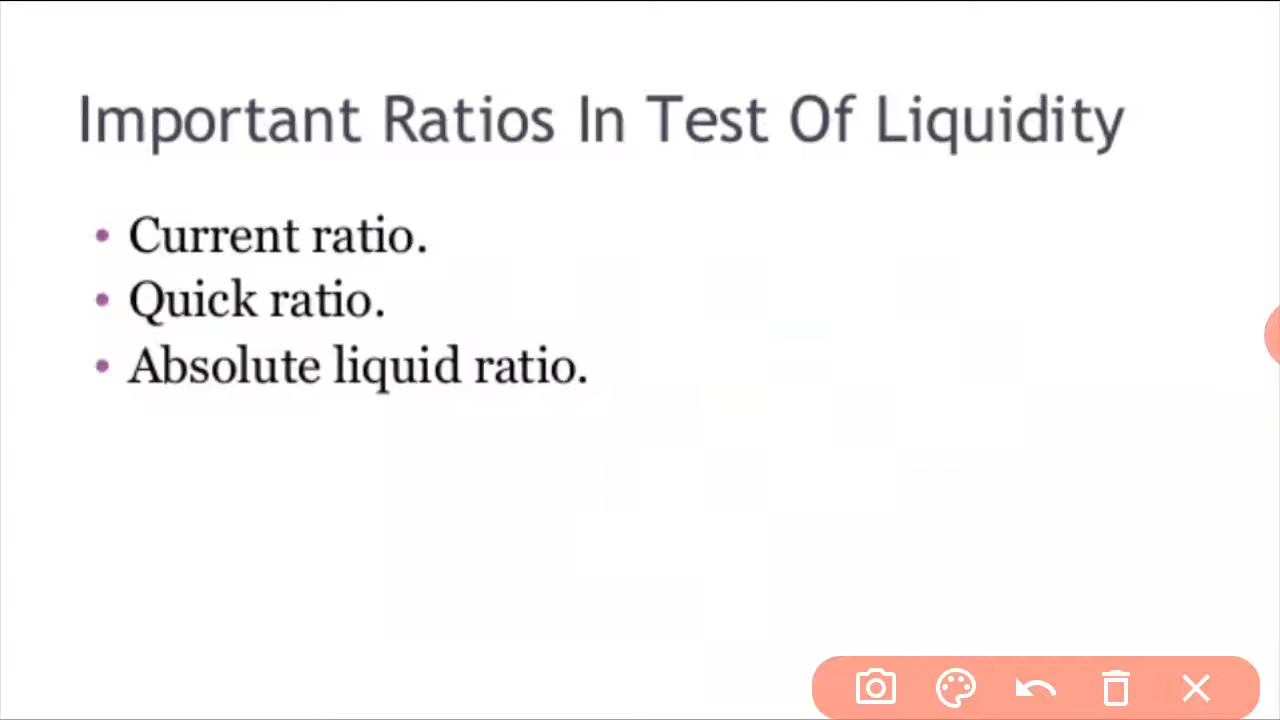 Important Ratios In Test Of Liquidity
• Current ratio.
• Quick ratio.
• Absolute liquid ratio.